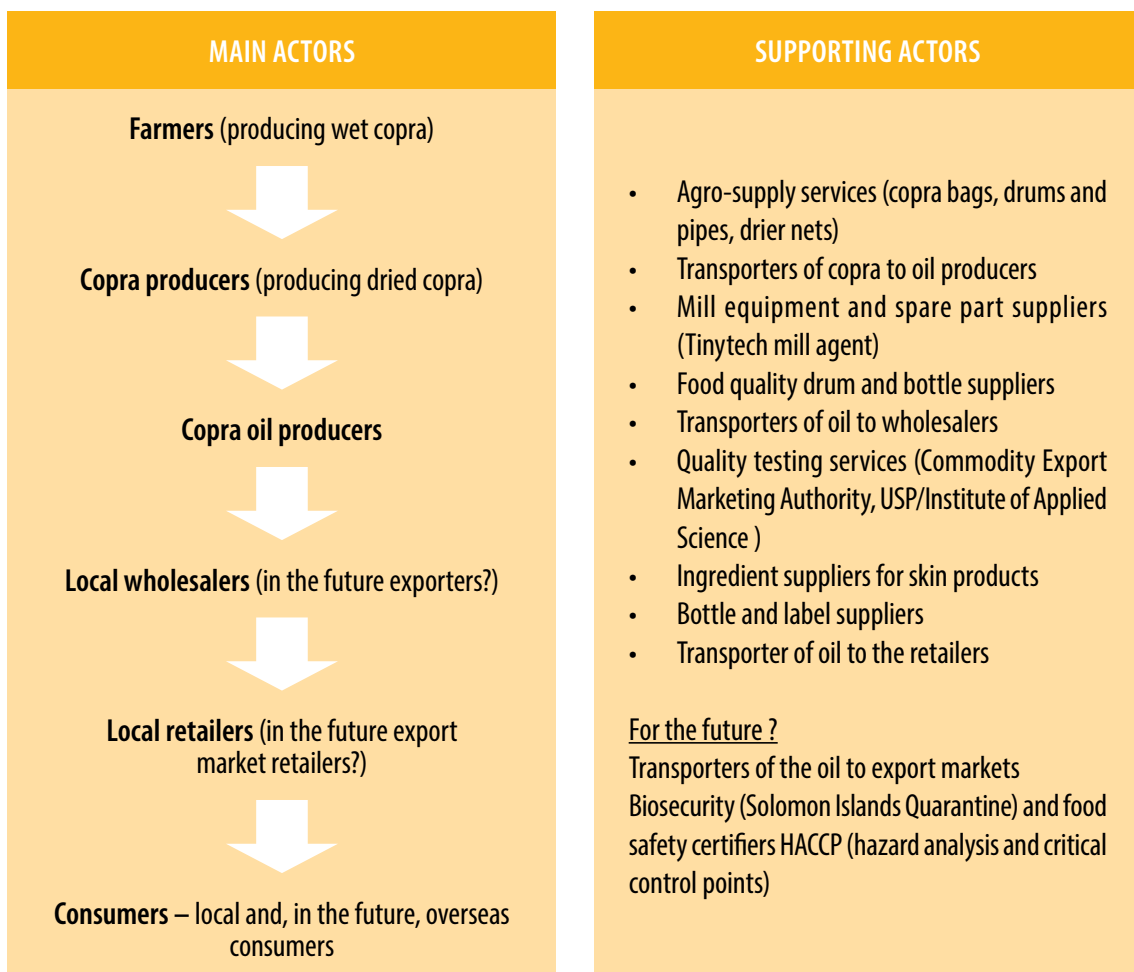 MAIN ACTORS
Farmers (producing wet copra)
Copra producers (producing dried copra)
Copra oil producers
Local wholesalers (in the future exporters?)
Local retailers (in the future export
market retailers?)
Consumers – local and, in the future, overseas
consumers
SUPPORTING ACTORS
• Agro-supply services (copra bags, drums and
pipes, drier nets)
• Transporters of copra to oil producers
• Mill equipment and spare part suppliers
(Tinytech mill agent)
• Food quality drum and bottle suppliers
• Transporters of oil to wholesalers
• Quality testing services (Commodity Export
Marketing Authority, USP/Institute of Applied
Science )
• Ingredient suppliers for skin products
• Bottle and label suppliers
• Transporter of oil to the retailers
For the future ?
Transporters of the oil to export markets
Biosecurity (Solomon Islands Quarantine) and food
safety certifiers HACCP (hazard analysis and critical
control points)